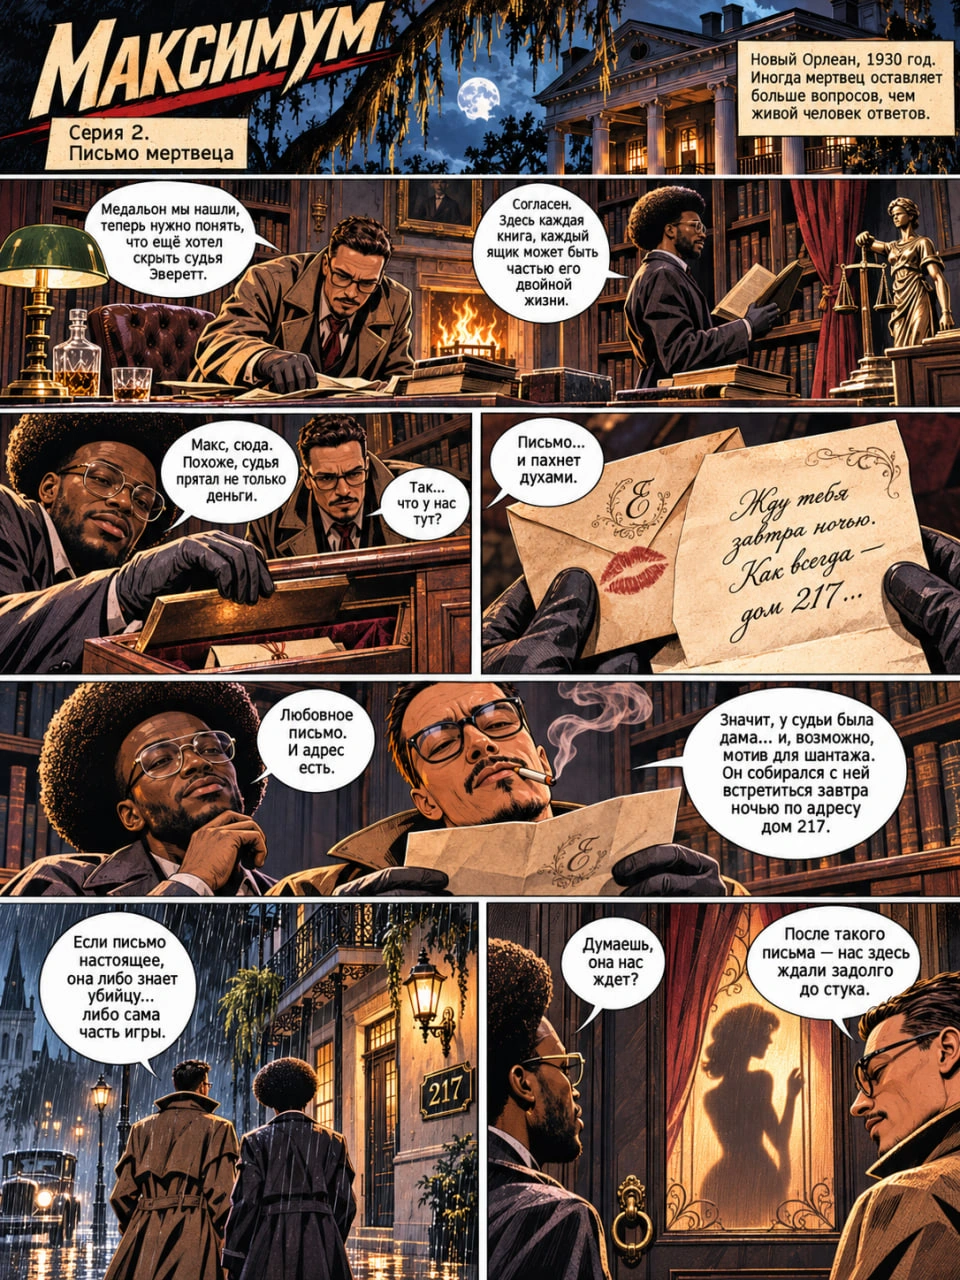 Максимум
Серия 2.
Письмо мертвеца
Новый Орлеан, 1930 год.
Иногда мертвец оставляет
больше вопросов, чем
живой человек ответов.
Медальон мы нашли,
теперь нужно понять,
что ещё хотел
скрыть судья
Эверетт.
Согласен.
Здесь каждая
книга, каждый
ящик может быть
частью его
двойной
жизни.
Макс, сюда.
Похоже, судья
прятал не только
деньги.
Так...
что у нас
тут?
Письмо...
и пахнет
духами.
E
Жду тебя
завтра ночью.
Как всегда —
дом 217...
Любовное
письмо.
И адрес
есть.
E
Значит, у судьи была
дама... и, возможно,
мотив для шантажа.
Он собирался с ней
встретиться завтра
ночью по адресу
дом 217.
Если письмо
настоящее,
она либо знает
убийцу...
либо сама
часть игры.
217
Думаешь,
она нас
ждет?
После такого
письма — нас здесь
ждали задолго
до стука.